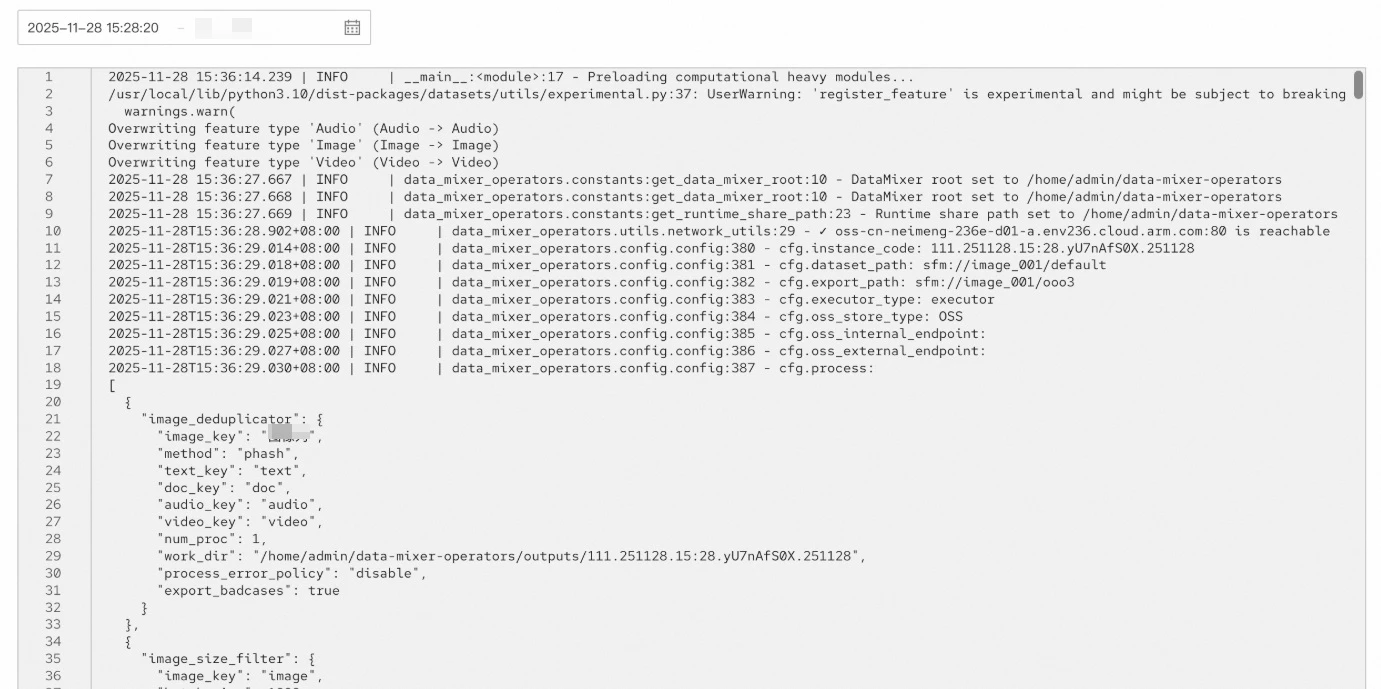 2025-11-28 15:28:20 -
1 2025-11-28 15:36:14.239 | INFO     | __main__:<module>:17 - Preloading computational heavy modules...
2 /usr/local/lib/python3.10/dist-packages/datasets/utils/experimental.py:37: UserWarning: 'register_feature' is experimental and might be subject to breaking
3   warnings.warn(
4 Overwriting feature type 'Audio' (Audio -> Audio)
5 Overwriting feature type 'Image' (Image -> Image)
6 Overwriting feature type 'Video' (Video -> Video)
7 2025-11-28 15:36:27.667 | INFO     | data_mixer_operators.constants:get_data_mixer_root:10 - DataMixer root set to /home/admin/data-mixer-operators
8 2025-11-28 15:36:27.668 | INFO     | data_mixer_operators.constants:get_data_mixer_root:10 - DataMixer root set to /home/admin/data-mixer-operators
9 2025-11-28 15:36:27.669 | INFO     | data_mixer_operators.constants:get_runtime_share_path:23 - Runtime share path set to /home/admin/data-mixer-operators
10 2025-11-28T15:36:28.902+08:00 | INFO     | data_mixer_operators.utils.network_utils:29 - ✓ oss-cn-neimeng-236e-d01-a.env236.cloud.arm.com:80 is reachable
11 2025-11-28T15:36:29.014+08:00 | INFO     | data_mixer_operators.config.config:380 - cfg.instance_code: 111.251128.15:28.yU7nAfS0X.251128
12 2025-11-28T15:36:29.018+08:00 | INFO     | data_mixer_operators.config.config:381 - cfg.dataset_path: sfm://image_001/default
13 2025-11-28T15:36:29.019+08:00 | INFO     | data_mixer_operators.config.config:382 - cfg.export_path: sfm://image_001/ooo3
14 2025-11-28T15:36:29.021+08:00 | INFO     | data_mixer_operators.config.config:383 - cfg.executor_type: executor
15 2025-11-28T15:36:29.023+08:00 | INFO     | data_mixer_operators.config.config:384 - cfg.oss_store_type: OSS
16 2025-11-28T15:36:29.025+08:00 | INFO     | data_mixer_operators.config.config:385 - cfg.oss_internal_endpoint:
17 2025-11-28T15:36:29.027+08:00 | INFO     | data_mixer_operators.config.config:386 - cfg.oss_external_endpoint:
18 2025-11-28T15:36:29.030+08:00 | INFO     | data_mixer_operators.config.config:387 - cfg.process:
19 [
20   {
21     "image_deduplicator": {
22       "image_key": "",
23       "method": "phash",
24       "text_key": "text",
25       "doc_key": "doc",
26       "audio_key": "audio",
27       "video_key": "video",
28       "num_proc": 1,
29       "work_dir": "/home/admin/data-mixer-operators/outputs/111.251128.15:28.yU7nAfS0X.251128",
30       "process_error_policy": "disable",
31       "export_badcases": true
32     }
33   },
34   {
35     "image_size_filter": {
36       "image_key": "image",